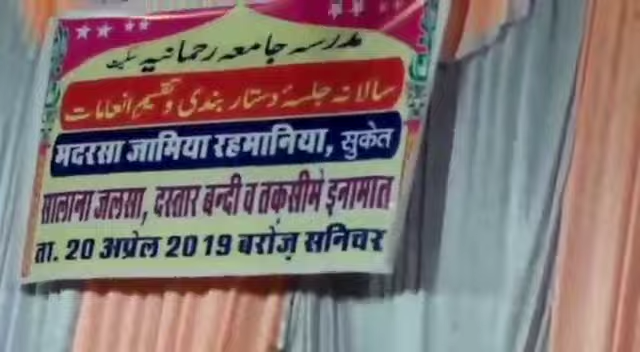 مدرسہ جامعہ رحمانیہ سکیت
سالانہ جلسۂ دستار بندی و تقسیم انعامات
मदरसा जामिया रहमानिया, सुकेत
सालाना जलसा, दस्तार बन्दी व तक़सीमे इनामात
ता. 20 अप्रेल 2019 बरोज़ सनिचर